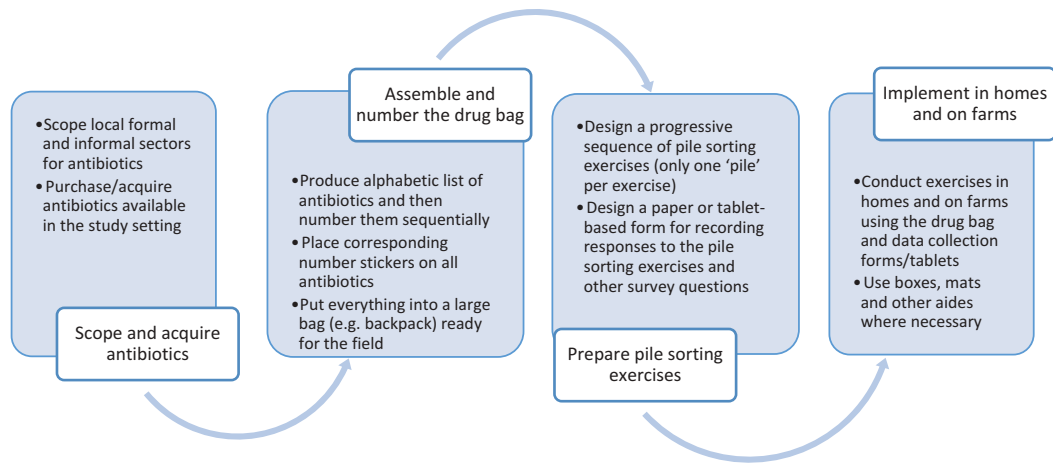 •Scope local formal
and informal sectors
for antibiotics
•Purchase/acquire
antibiotics available
in the study setting
Scope and acquire
antibiotics
Assemble and
number the drug bag
•Produce alphabetic list of
antibiotics and then
number them sequentially
•Place corresponding
number stickers on all
antibiotics
•Put everything into a large
bag (e.g. backpack) ready
for the field
•Design a progressive
sequence of pile sorting
exercises (only one ‘pile’
per exercise)
•Design a paper or tablet-
based form for recording
responses to the pile
sorting exercises and
other survey questions
Prepare pile sorting
exercises
Implement in homes
and on farms
•Conduct exercises in
homes and on farms
using the drug bag
and data collection
forms/tablets
•Use boxes, mats
and other aides
where necessary